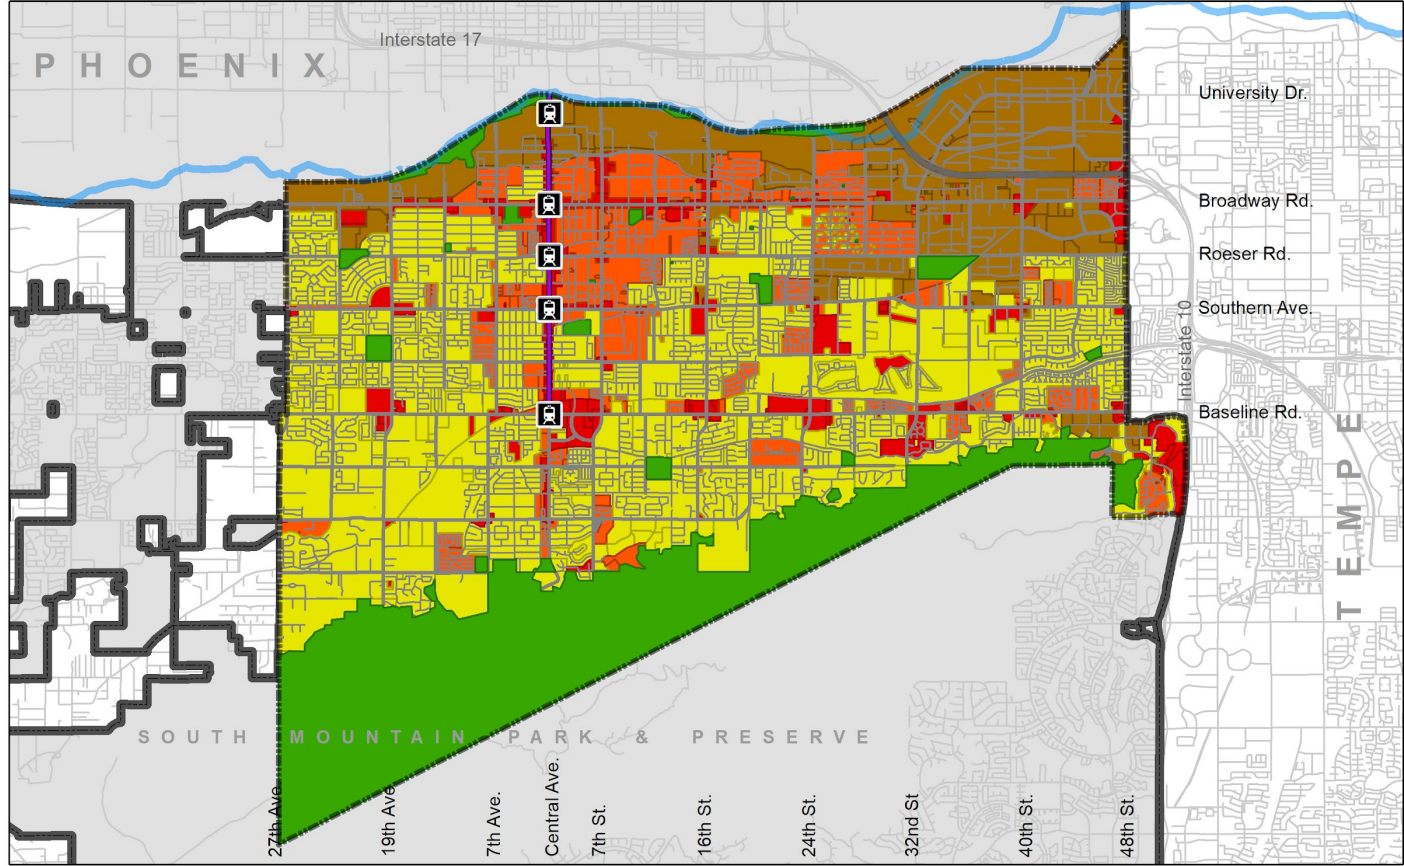 Interstate 17
PHOENIX
University Dr.
Broadway Rd.
Roeser Rd.
Southern Ave.
Interstate 10
Baseline Rd.
TEMPE
SOUTH MOUNTAIN PARK & PRESERVE
27th Ave.
19th Ave
7th Ave.
Central Ave.
7th St.
16th St.
24th St.
32nd St
40th St.
48th St.